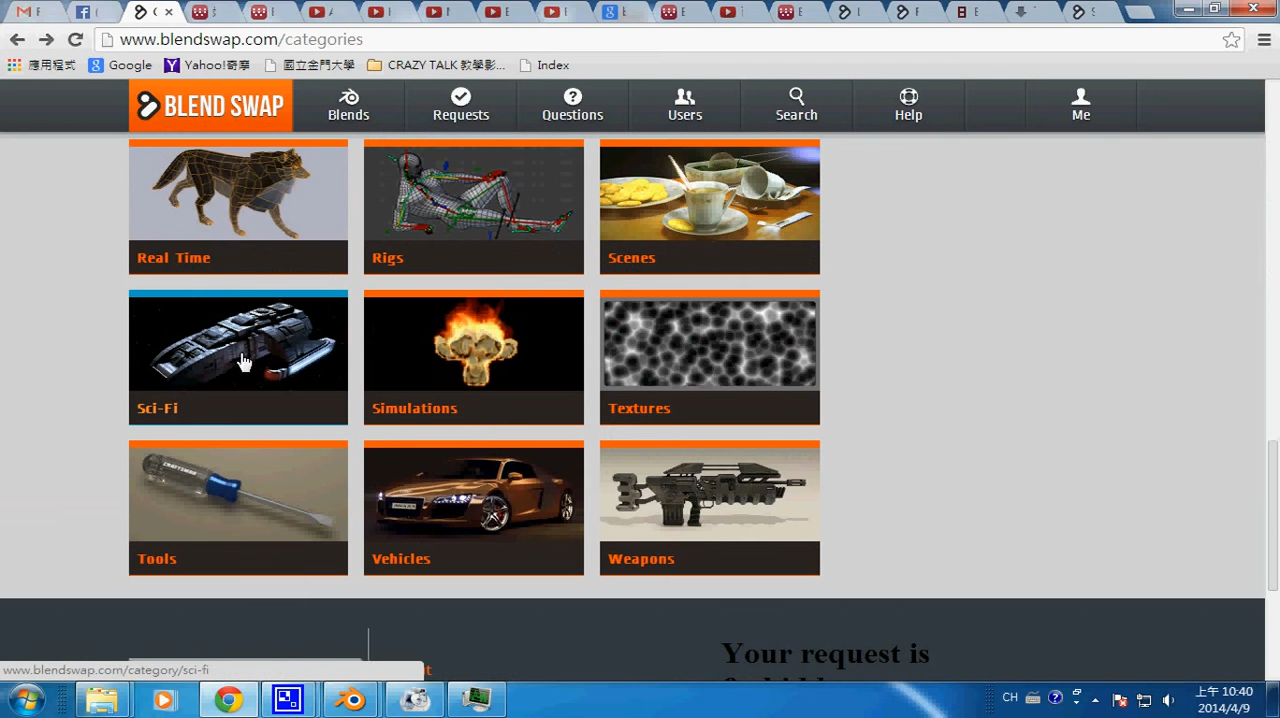 www.blendswap.com/categories
應用程式 Google Yahoo!奇摩 國立金門大學 CRAZY TALK 教學影... Index
BLEND SWAP Blends Requests Questions Users Search Help Me
Real Time Rigs Scenes
Sci-Fi Simulations Textures
CRAFTSMAN
Tools Vehicles Weapons
Your request is
www.blendswap.com/category/sci-fi
CH 上午 10:40
2014/4/9